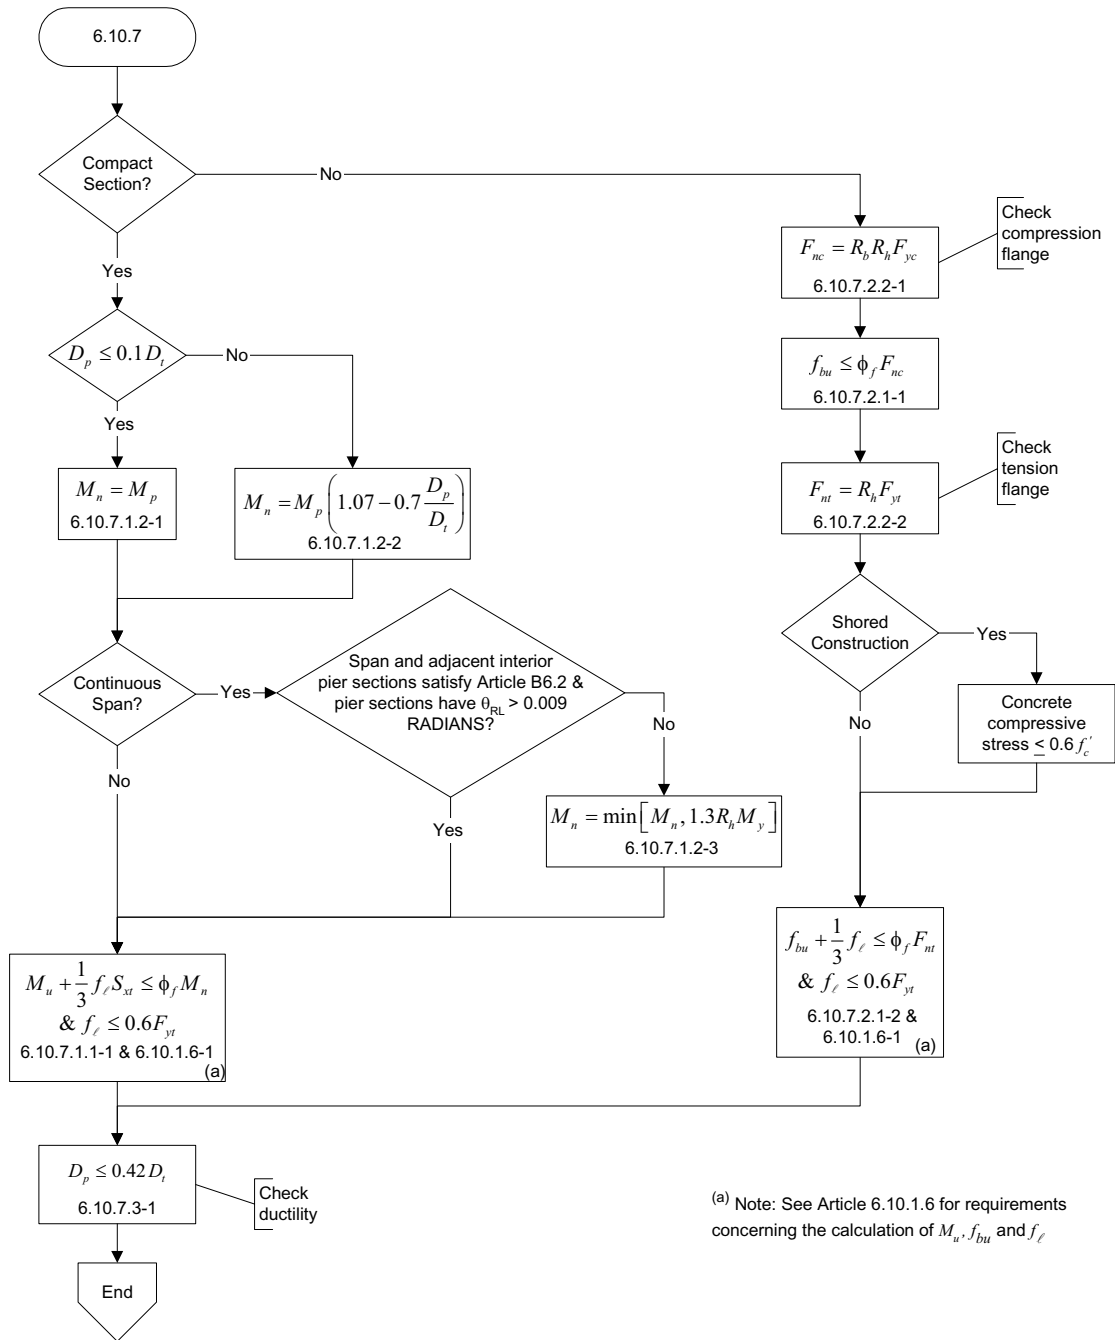 6.10.7
Compact
Section?
No
Yes
D_p ≤ 0.1 D_t
No
Yes
M_n = M_p
6.10.7.1.2-1
M_n = M_p (1.07 − 0.7 D_p / D_t)
6.10.7.1.2-2
Continuous
Span?
Yes
No
Span and adjacent interior
pier sections satisfy Article B6.2 &
pier sections have θ_RL > 0.009
RADIANS?
No
Yes
M_n = min[M_n, 1.3R_h M_y]
6.10.7.1.2-3
M_u + 1/3 f_ℓ S_xt ≤ ϕ_f M_n
& f_ℓ ≤ 0.6F_yt
6.10.7.1.1-1 & 6.10.1.6-1
(a)
F_nc = R_b R_h F_yc
6.10.7.2.2-1
Check
compression
flange
f_bu ≤ ϕ_f F_nc
6.10.7.2.1-1
F_nt = R_h F_yt
6.10.7.2.2-2
Check
tension
flange
Shored
Construction
Yes
No
Concrete
compressive
stress ≤ 0.6 f_c'
f_bu + 1/3 f_ℓ ≤ ϕ_f F_nt
& f_ℓ ≤ 0.6F_yt
6.10.7.2.1-2 &
6.10.1.6-1
(a)
D_p ≤ 0.42 D_t
6.10.7.3-1
Check
ductility
End
(a) Note: See Article 6.10.1.6 for requirements
concerning the calculation of M_u, f_bu and f_ℓ